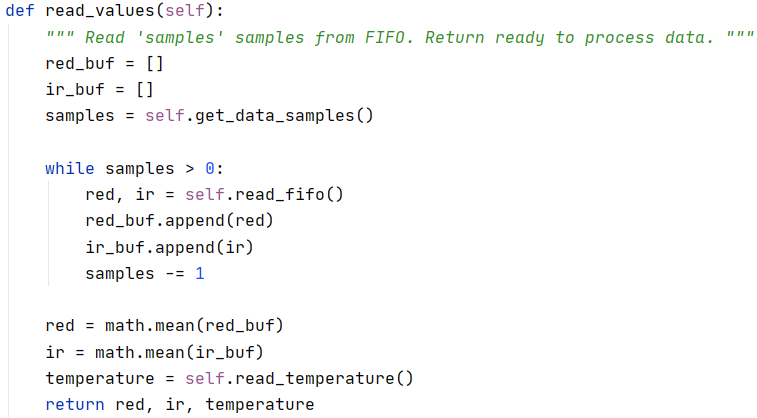 def read_values(self):
    """ Read 'samples' samples from FIFO. Return ready to process data. """
    red_buf = []
    ir_buf = []
    samples = self.get_data_samples()

    while samples > 0:
        red, ir = self.read_fifo()
        red_buf.append(red)
        ir_buf.append(ir)
        samples -= 1

    red = math.mean(red_buf)
    ir = math.mean(ir_buf)
    temperature = self.read_temperature()
    return red, ir, temperature